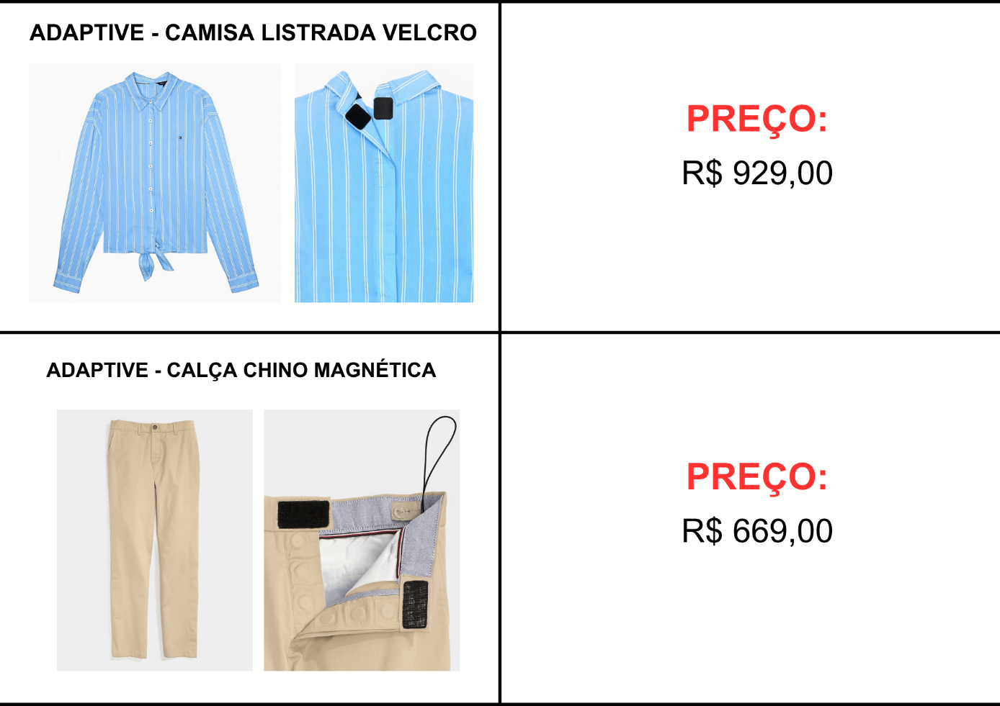 ADAPTIVE - CAMISA LISTRADA VELCRO
PREÇO:
R$ 929,00
ADAPTIVE - CALÇA CHINO MAGNÉTICA
PREÇO:
R$ 669,00